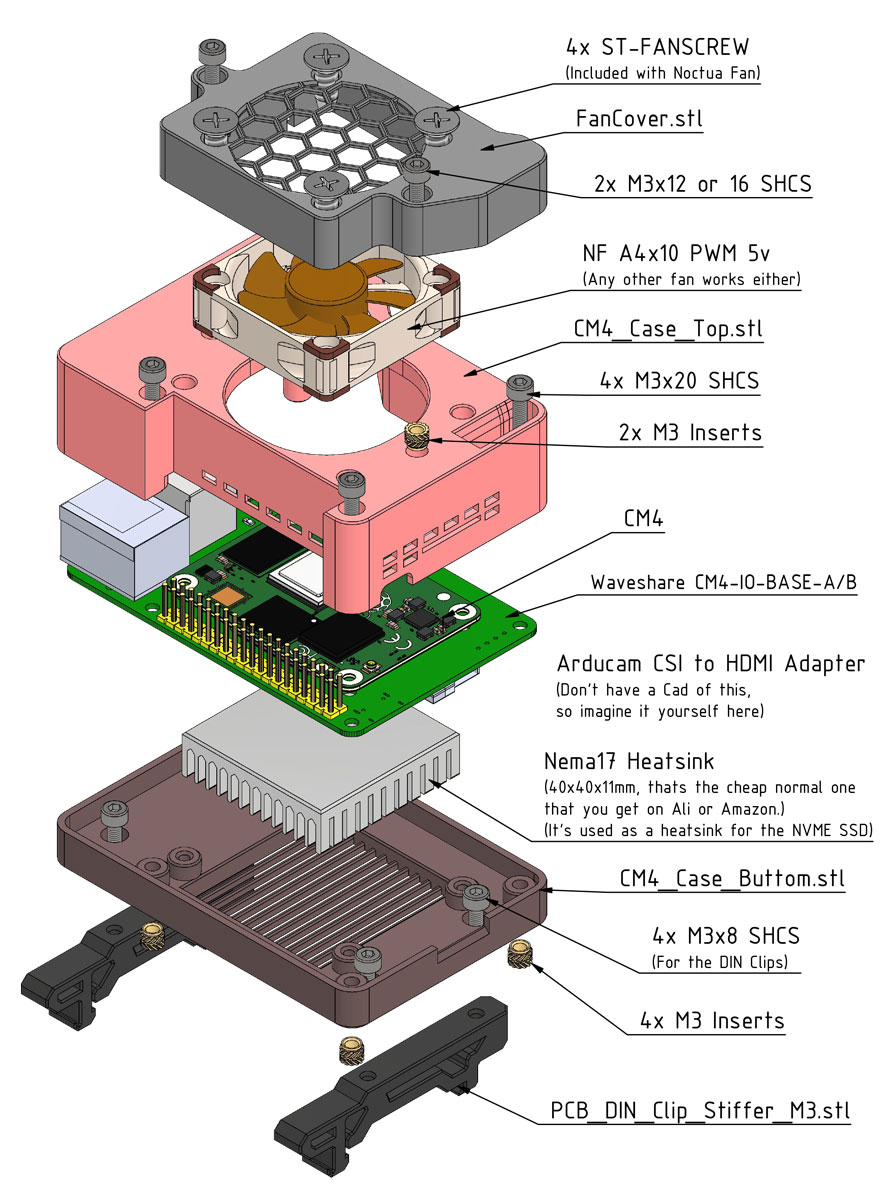 4x ST-FANSCREW
(Included with Noctua Fan)
FanCover.stl
2x M3x12 or 16 SHCS
NF A4x10 PWM 5v
(Any other fan works either)
CM4_Case_Top.stl
4x M3x20 SHCS
2x M3 Inserts
CM4
Waveshare CM4-IO-BASE-A/B
Arducam CSI to HDMI Adapter
(Don't have a Cad of this,
so imagine it yourself here)
Nema17 Heatsink
(40x40x11mm, thats the cheap normal one
that you get on Ali or Amazon.)
(It's used as a heatsink for the NVME SSD)
CM4_Case_Buttom.stl
4x M3x8 SHCS
(For the DIN Clips)
4x M3 Inserts
PCB_DIN_Clip_Stiffer_M3.stl